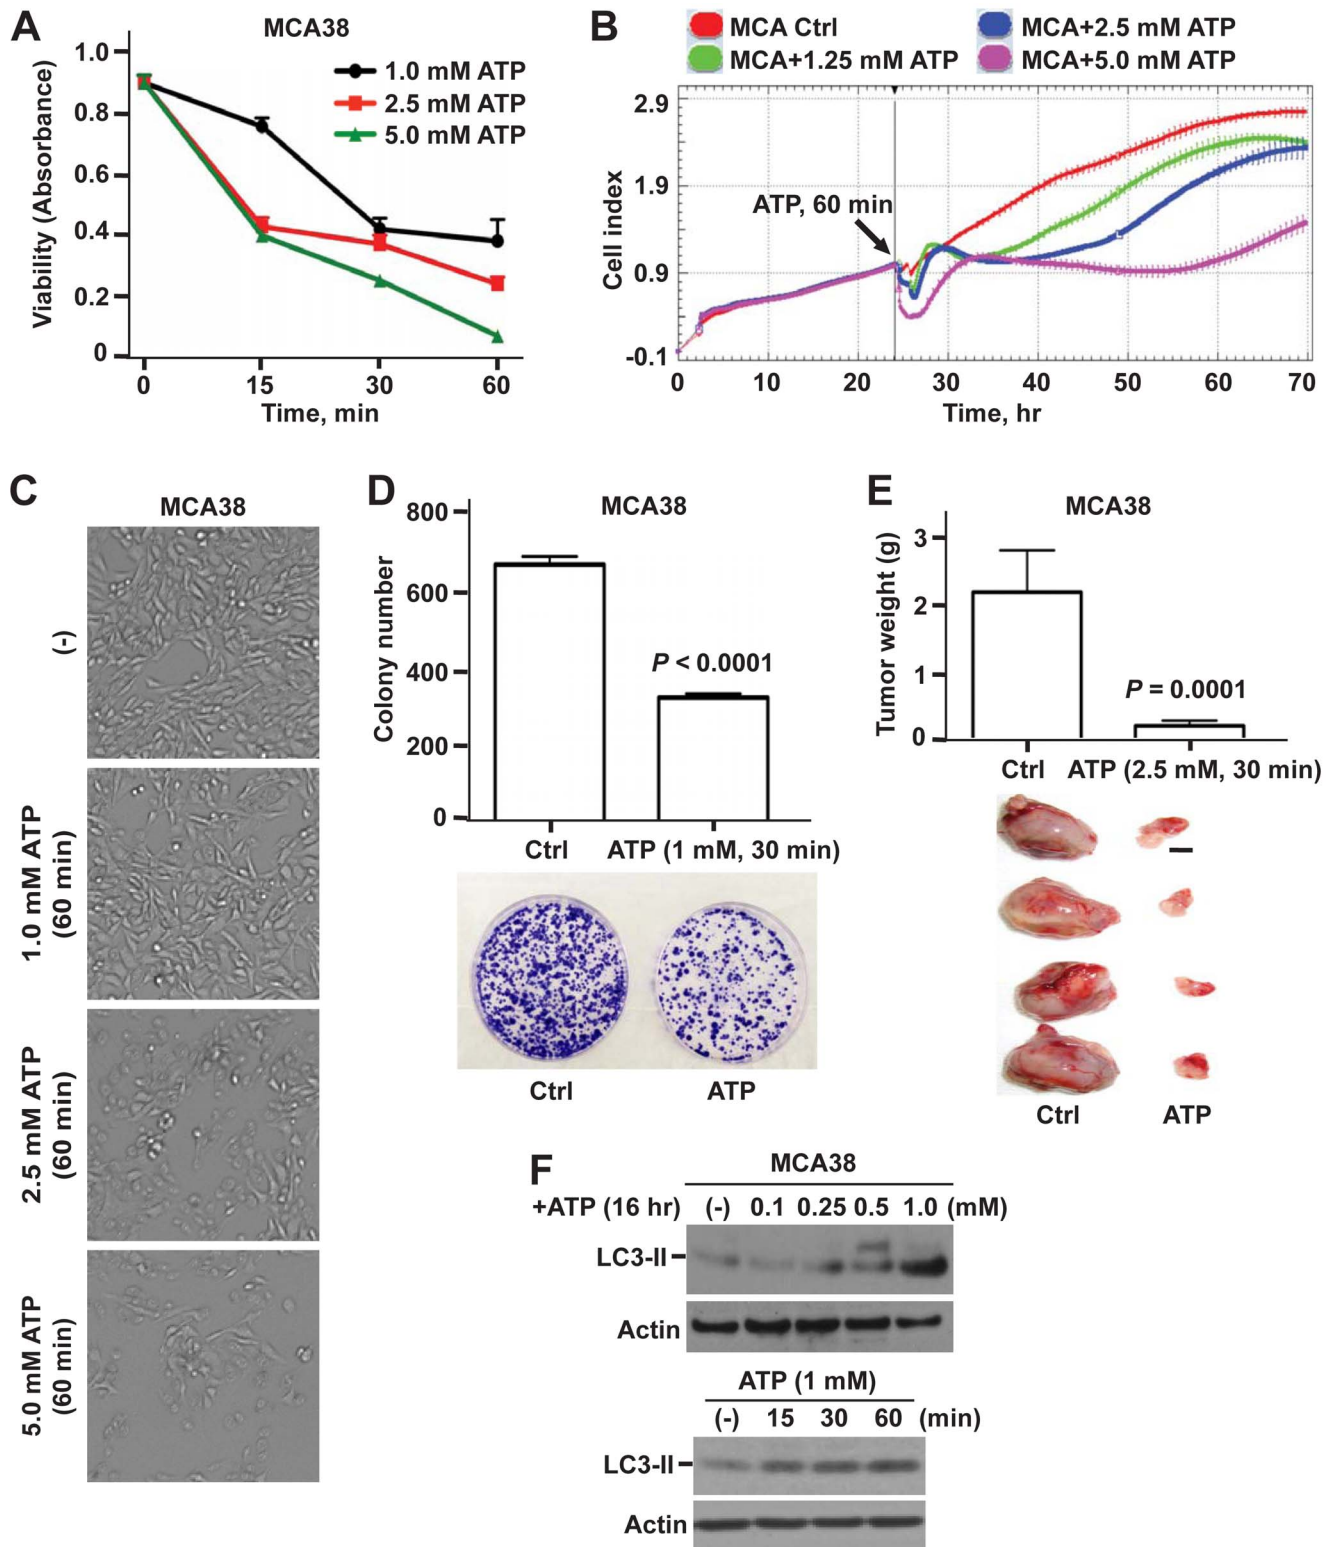 A
MCA38
1.0 mM ATP
2.5 mM ATP
5.0 mM ATP
Viability (Absorbance)
1.0
0.8
0.6
0.4
0.2
0
0 15 30 60
Time, min
B
MCA Ctrl
MCA+2.5 mM ATP
MCA+1.25 mM ATP
MCA+5.0 mM ATP
Cell index
2.9
1.9
0.9
-0.1
ATP, 60 min
0 10 20 30 40 50 60 70
Time, hr
C
MCA38
(-)
1.0 mM ATP
(60 min)
2.5 mM ATP
(60 min)
5.0 mM ATP
(60 min)
D
MCA38
Colony number
800
600
400
200
0
P < 0.0001
Ctrl ATP (1 mM, 30 min)
Ctrl ATP
E
MCA38
Tumor weight (g)
3
2
1
0
P = 0.0001
Ctrl ATP (2.5 mM, 30 min)
Ctrl ATP
F
MCA38
+ATP (16 hr) (-) 0.1 0.25 0.5 1.0 (mM)
LC3-II
Actin
ATP (1 mM)
(-) 15 30 60 (min)
LC3-II
Actin